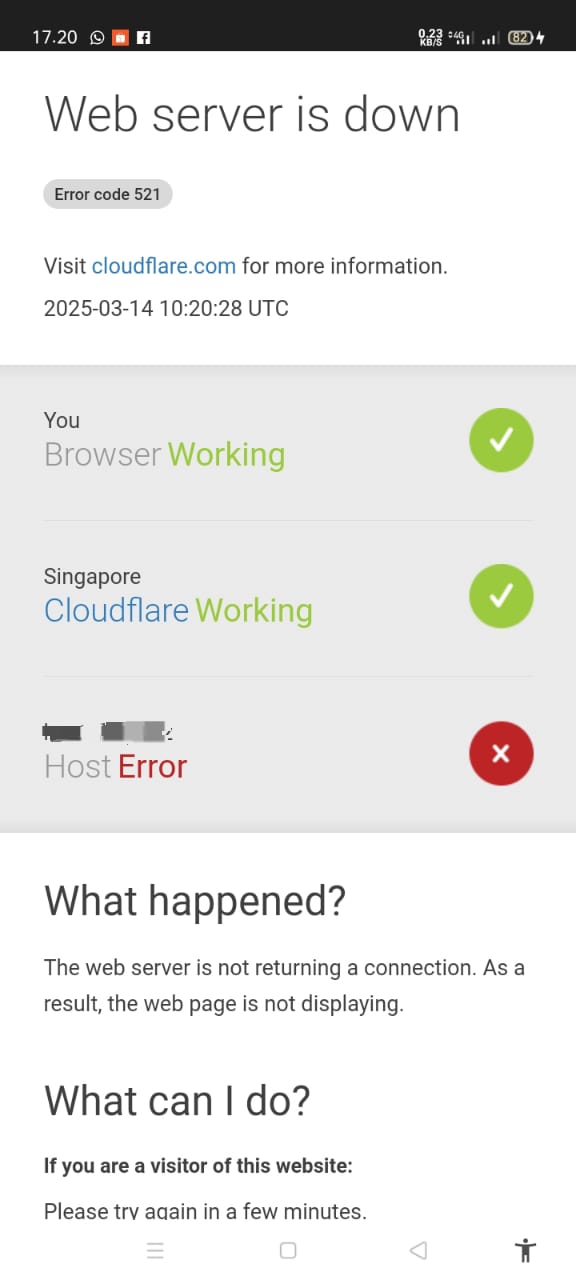 17.20
0.23
KB/S
4G
82
Web server is down
Error code 521
Visit cloudflare.com for more information.
2025-03-14 10:20:28 UTC
You
Browser Working
Singapore
Cloudflare Working
Host Error
What happened?
The web server is not returning a connection. As a
result, the web page is not displaying.
What can I do?
If you are a visitor of this website:
Please try again in a few minutes.